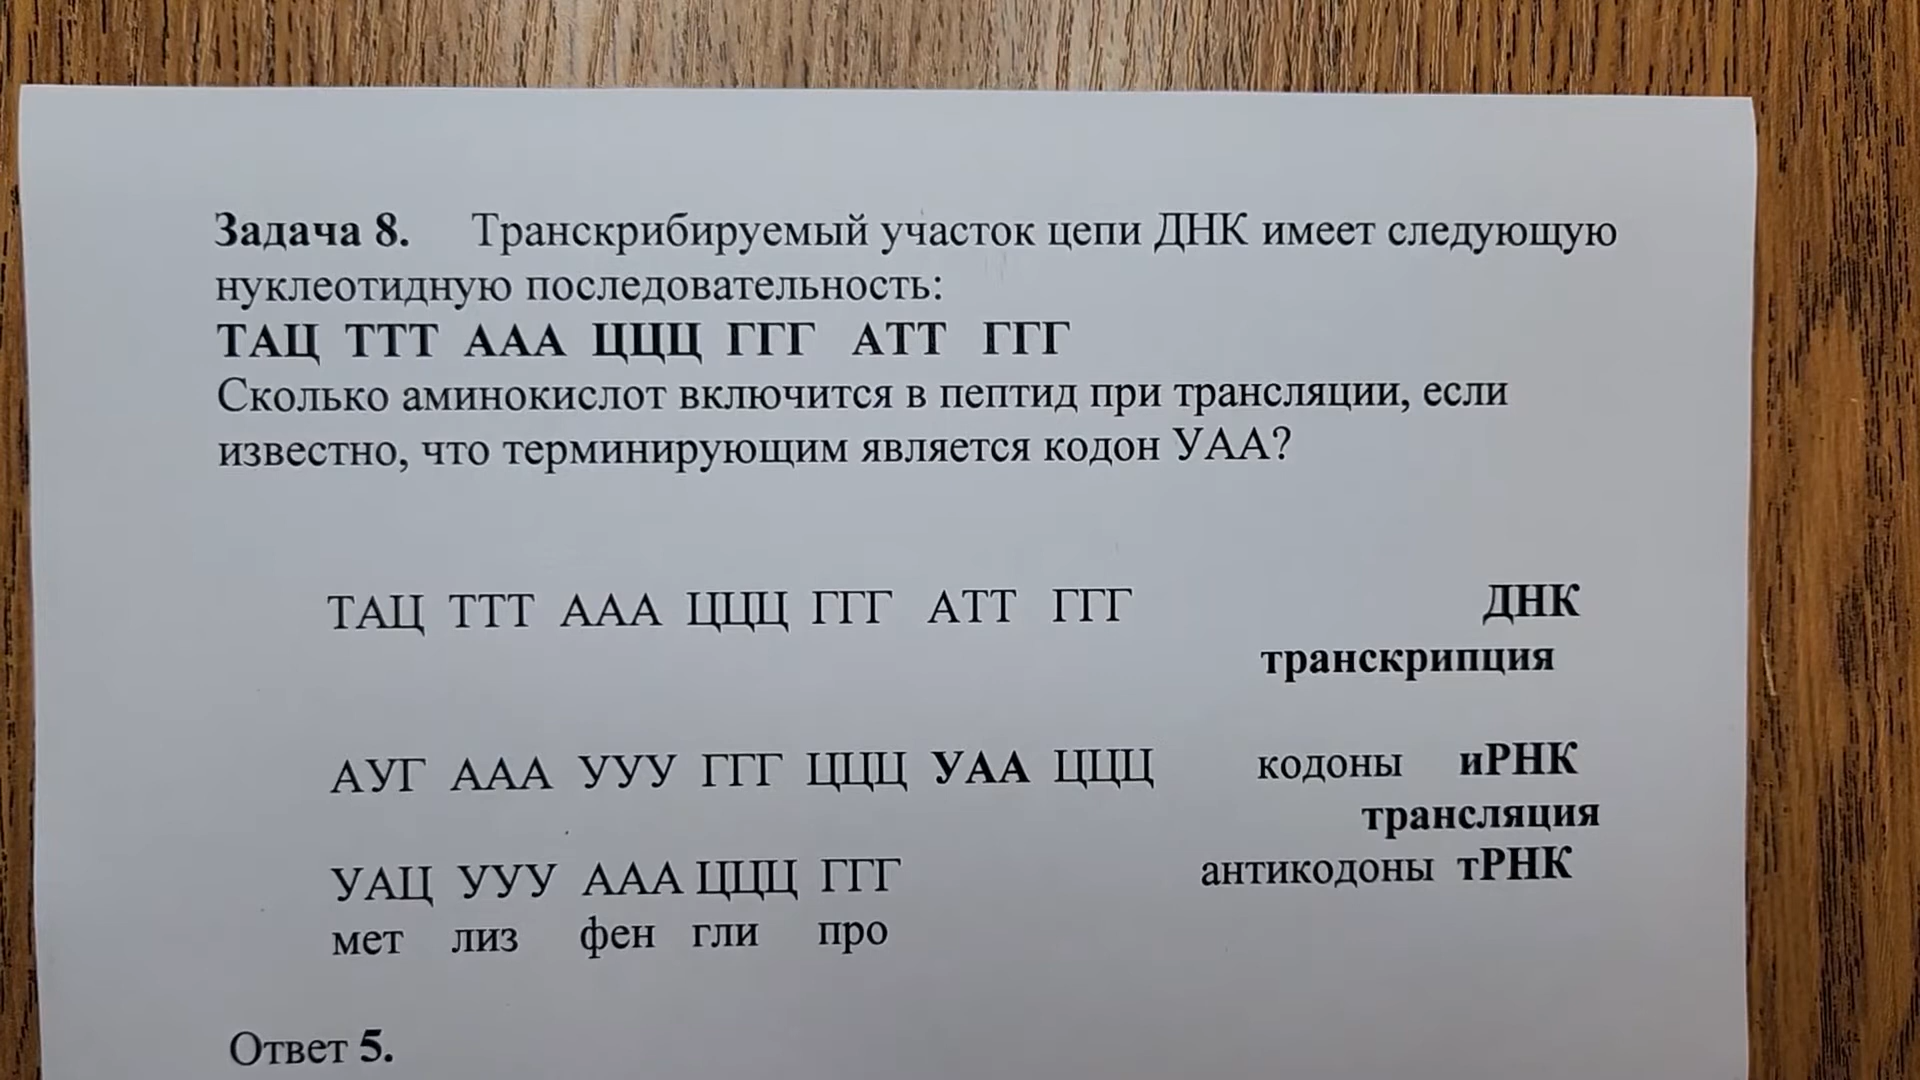 Задача 8. Транскрибируемый участок цепи ДНК имеет следующую
нуклеотидную последовательность:
ТАЦ ТТТ ААА ЦЦЦ ГГГ АТТ ГГГ
Сколько аминокислот включится в пептид при трансляции, если
известно, что терминирующим является кодон УАА?
ТАЦ ТТТ ААА ЦЦЦ ГГГ АТТ ГГГ ДНК
транскрипция
АУГ ААА УУУ ГГГ ЦЦЦ УАА ЦЦЦ кодоны иРНК
трансляция
УАЦ УУУ ААА ЦЦЦ ГГГ антикодоны тРНК
мет лиз фен гли про
Ответ 5.